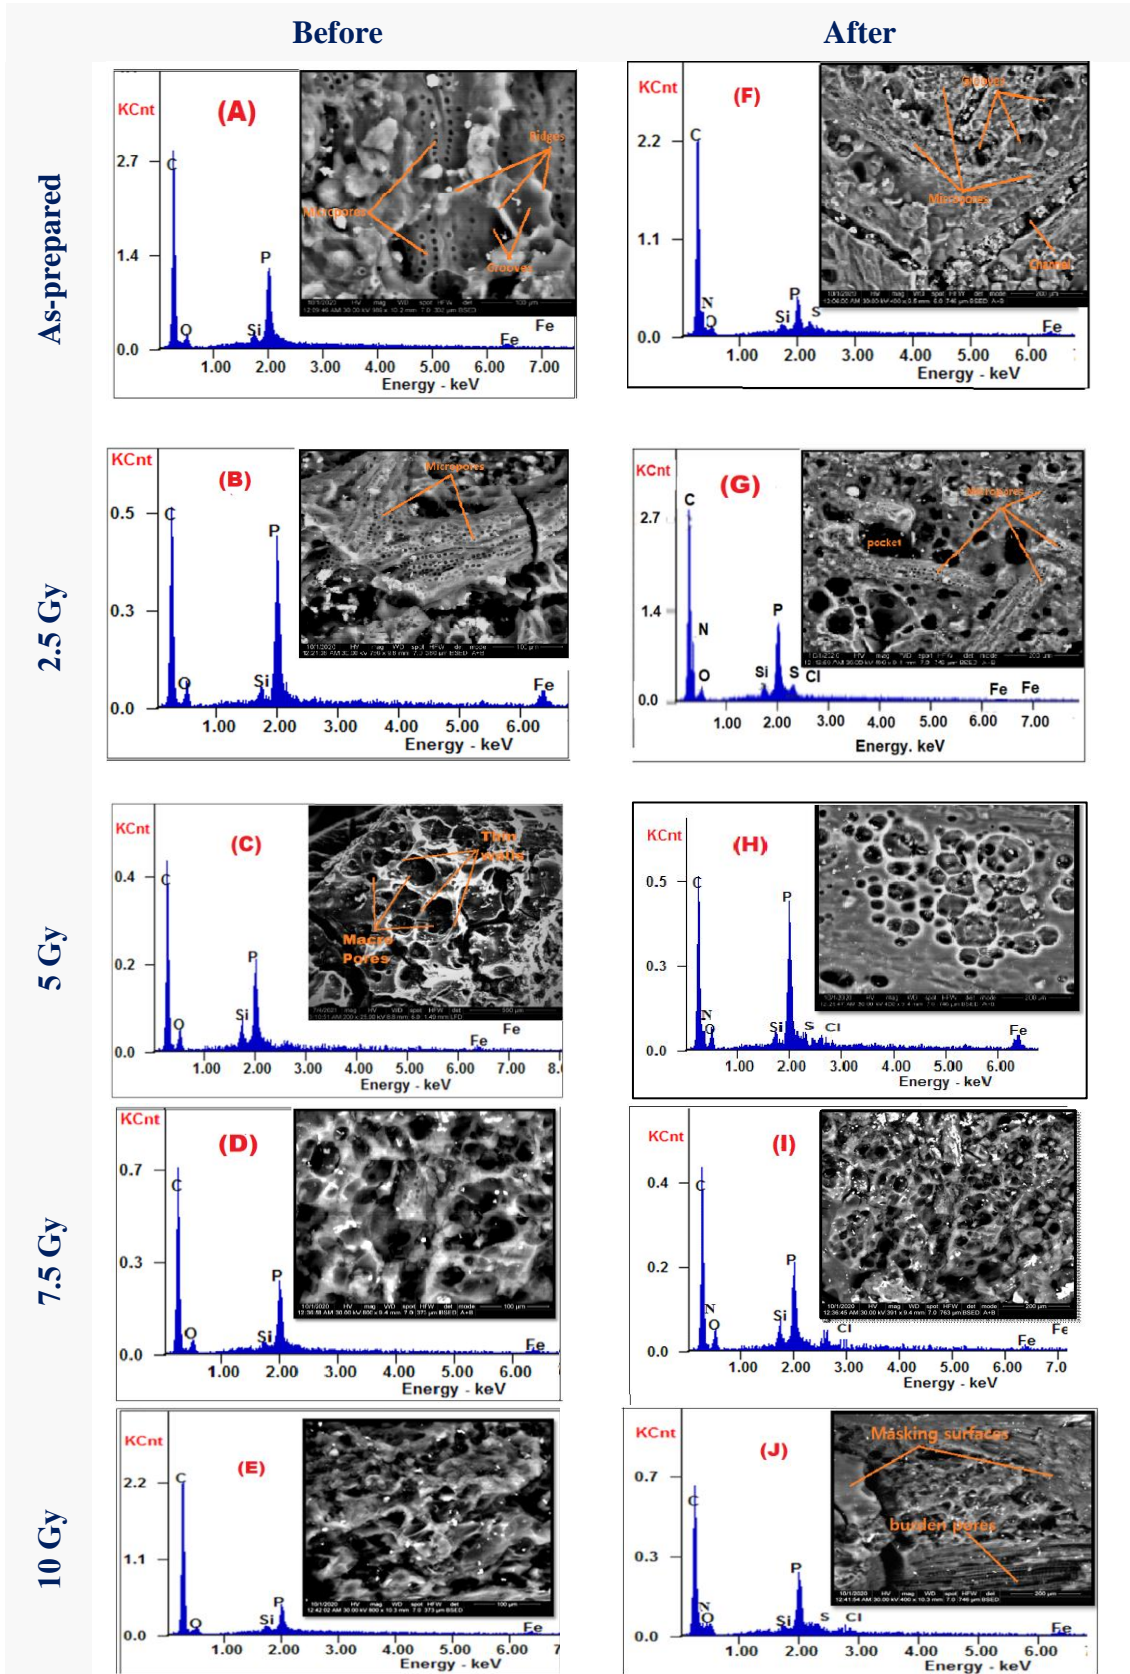 Before
After
As-prepared
KCnt
(A)
Ridges
Micropores
Grooves
C
2.7
1.4
0.0
O
Si
P
Fe
Fe
1.00 2.00 3.00 4.00 5.00 6.00 7.00
Energy - keV
KCnt
(F)
Grooves
Micropores
Channel
C
2.2
1.1
0.0
N
O
Si
P
S
Fe
1.00 2.00 3.00 4.00 5.00 6.00
Energy - keV
2.5 Gy
KCnt
(B)
Micropores
C
0.5
0.3
0.0
O
Si
P
Fe
1.00 2.00 3.00 4.00 5.00 6.00
Energy - keV
KCnt
(G)
Micropores
pocket
C
2.7
1.4
0.0
N
O
Si
P
S
Cl
Fe
Fe
1.00 2.00 3.00 4.00 5.00 6.00 7.00
Energy. keV
5 Gy
KCnt
(C)
Thin
walls
Macro
Pores
C
0.4
0.2
0.0
O
Si
P
Fe
Fe
1.00 2.00 3.00 4.00 5.00 6.00 7.00 8.0
Energy - keV
KCnt
(H)
C
0.5
0.3
0.0
N
O
Si
P
S
Cl
Fe
1.00 2.00 3.00 4.00 5.00 6.00
Energy - keV
7.5 Gy
KCnt
(D)
C
0.7
0.3
0.0
O
Si
P
Fe
1.00 2.00 3.00 4.00 5.00 6.00
Energy - keV
KCnt
(I)
C
0.4
0.2
0.0
N
O
Si
P
Cl
Fe
Fe
1.00 2.00 3.00 4.00 5.00 6.00 7.0
Energy - keV
10 Gy
KCnt
(E)
C
2.2
1.1
0.0
O
Si
P
Fe
1.00 2.00 3.00 4.00 5.00 6.00
Energy - keV
KCnt
(J)
Masking surfaces
burden pores
C
0.7
0.3
0.0
N
O
Si
P
S
Cl
Fe
1.00 2.00 3.00 4.00 5.00 6.00
Energy - keV